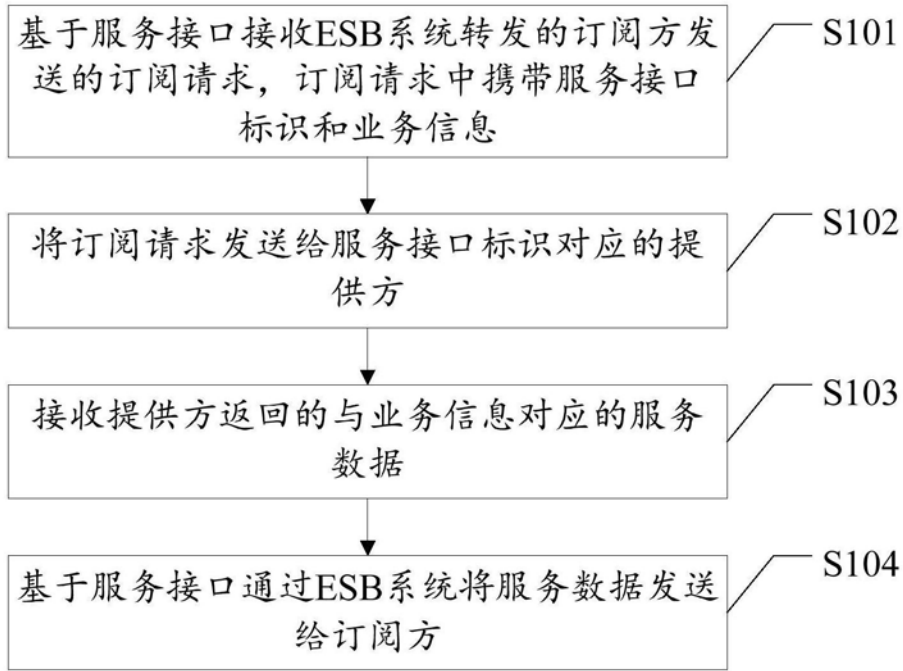 基于服务接口接收ESB系统转发的订阅方发
送的订阅请求，订阅请求中携带服务接口
标识和业务信息
S101
将订阅请求发送给服务接口标识对应的提
供方
S102
接收提供方返回的与业务信息对应的服务
数据
S103
基于服务接口通过ESB系统将服务数据发送
给订阅方
S104